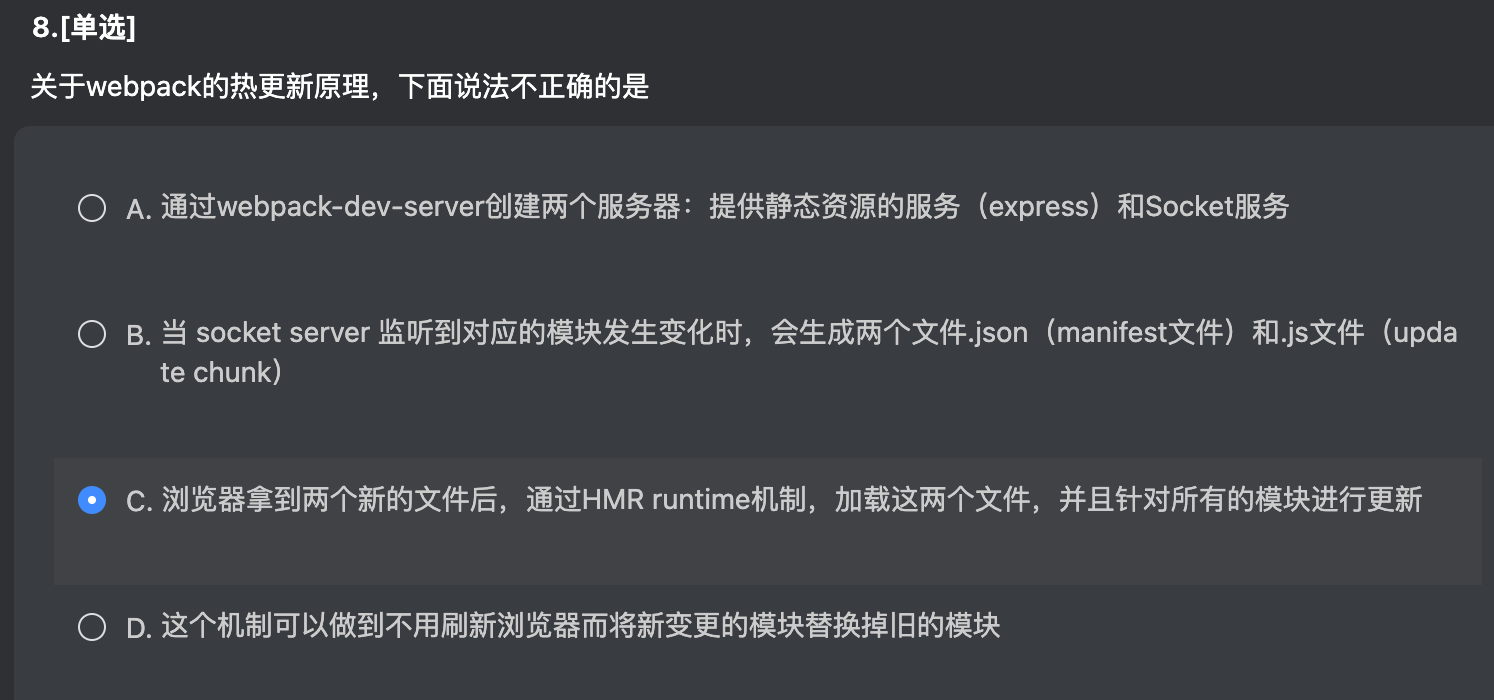 8.[单选]
关于webpack的热更新原理，下面说法不正确的是
A. 通过webpack-dev-server创建两个服务器：提供静态资源的服务（express）和Socket服务
B. 当 socket server 监听到对应的模块发生变化时，会生成两个文件.json（manifest文件）和.js文件（upda
te chunk）
C. 浏览器拿到两个新的文件后，通过HMR runtime机制，加载这两个文件，并且针对所有的模块进行更新
D. 这个机制可以做到不用刷新浏览器而将新变更的模块替换掉旧的模块